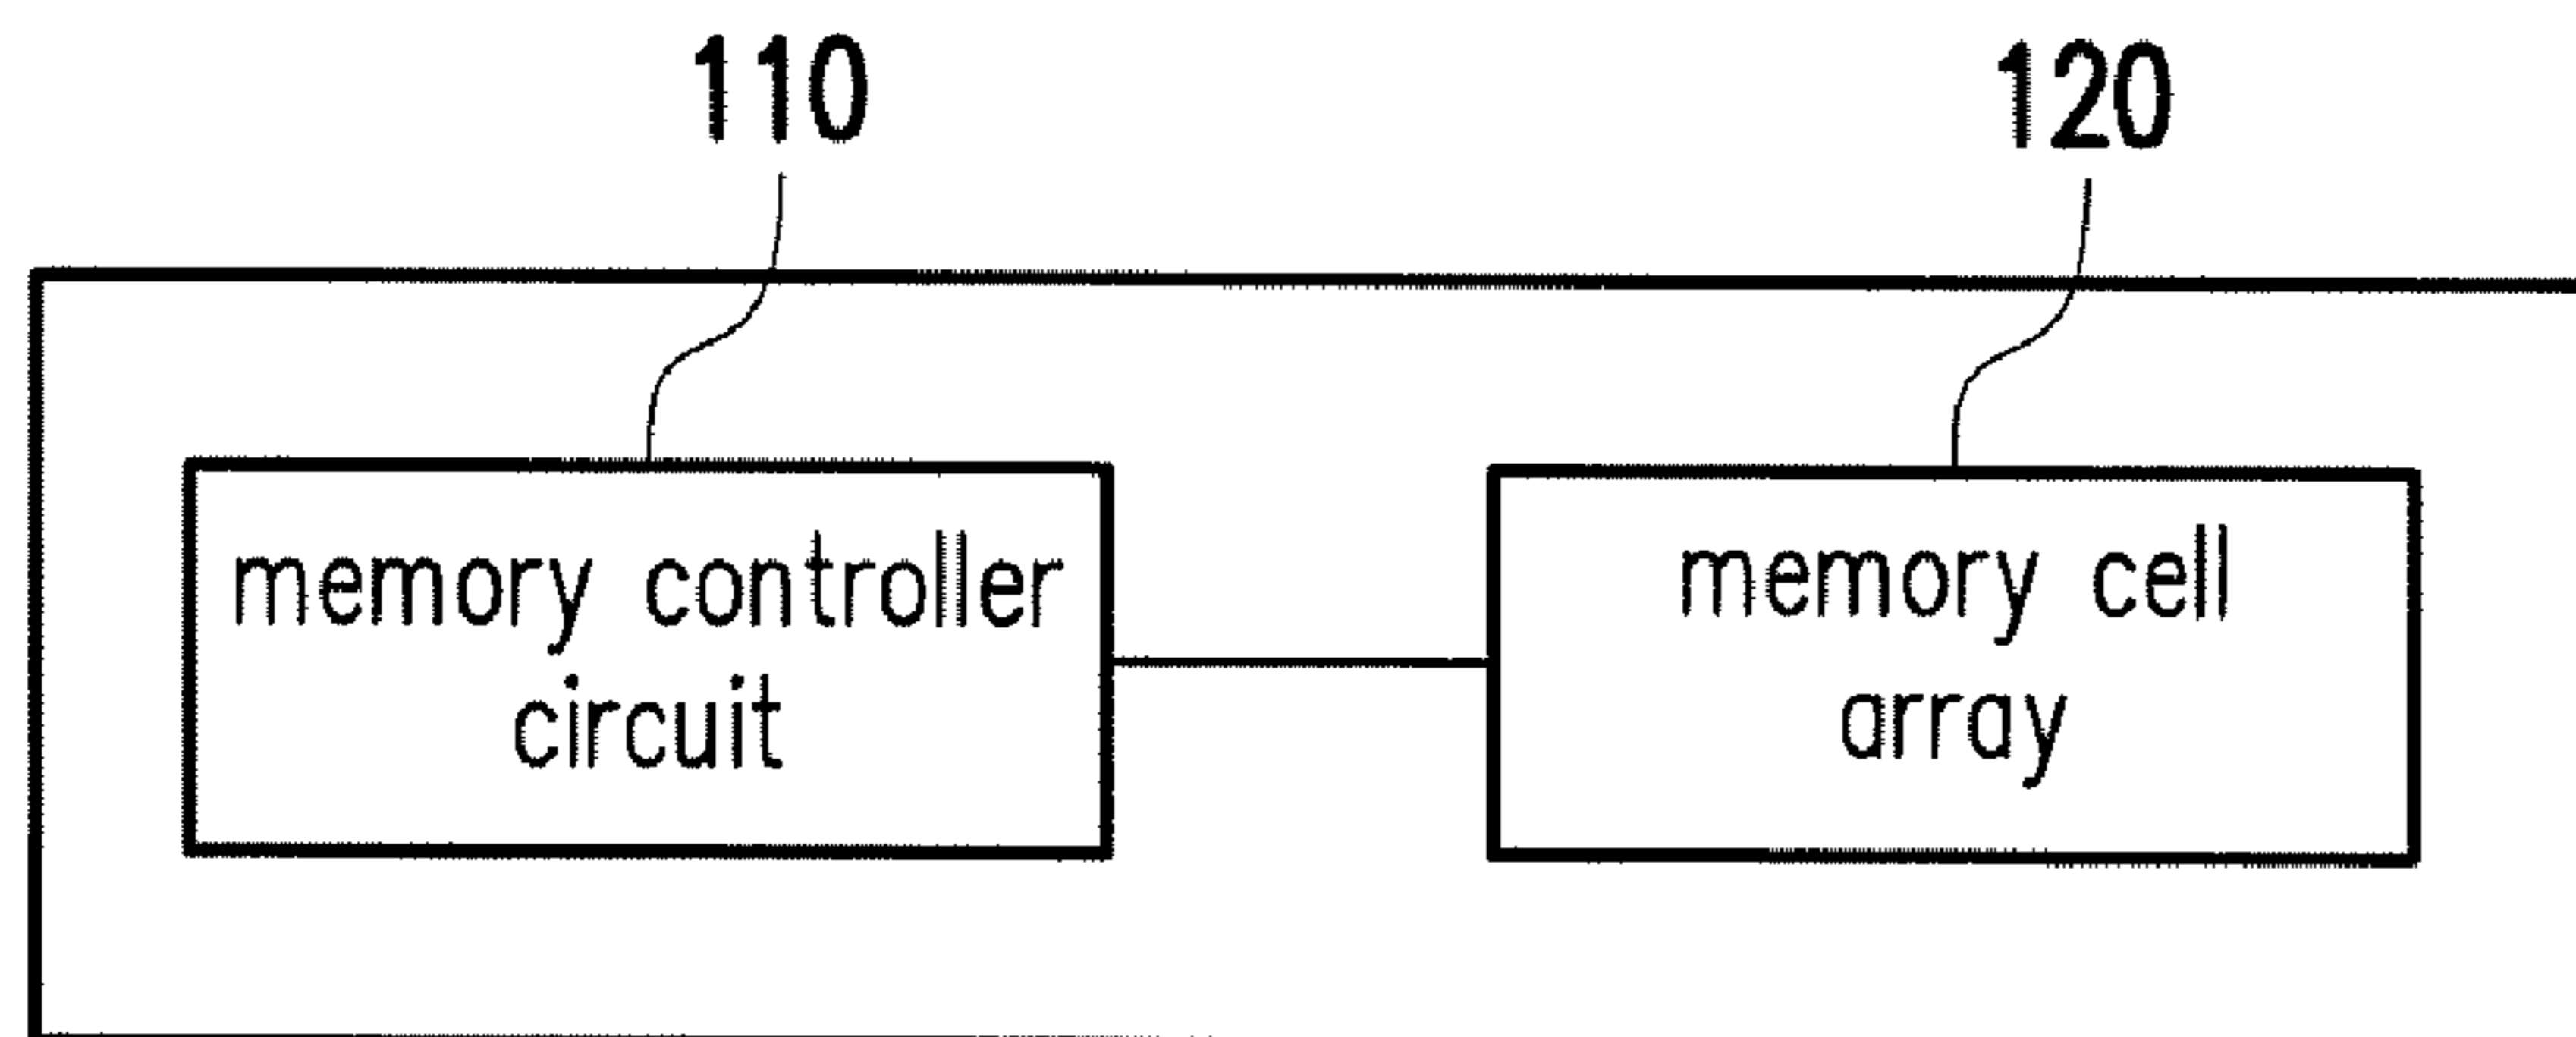 110
120
memory controller
circuit
memory cell
array